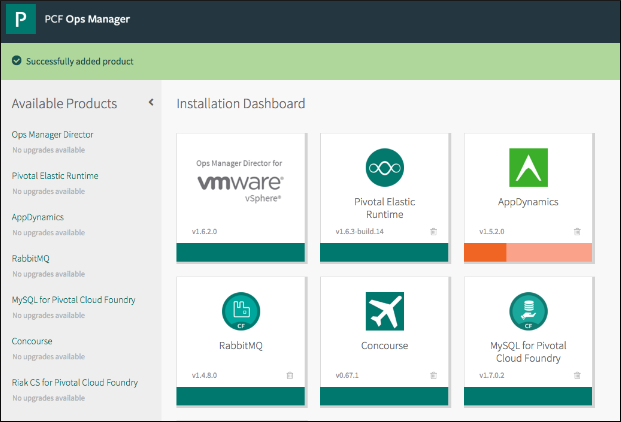 P
PCF Ops Manager
Successfully added product
Available Products
Ops Manager Director
No upgrades available
Pivotal Elastic Runtime
No upgrades available
AppDynamics
No upgrades available
RabbitMQ
No upgrades available
MySQL for Pivotal Cloud Foundry
No upgrades available
Concourse
No upgrades available
Riak CS for Pivotal Cloud Foundry
No upgrades available
Installation Dashboard
Ops Manager Director for
vmware®
vSphere®
v1.6.2.0
Pivotal Elastic
Runtime
v1.6.3-build.14
AppDynamics
v1.5.2.0
CF
RabbitMQ
v1.4.8.0
Concourse
v0.67.1
CF
MySQL for Pivotal
Cloud Foundry
v1.7.0.2